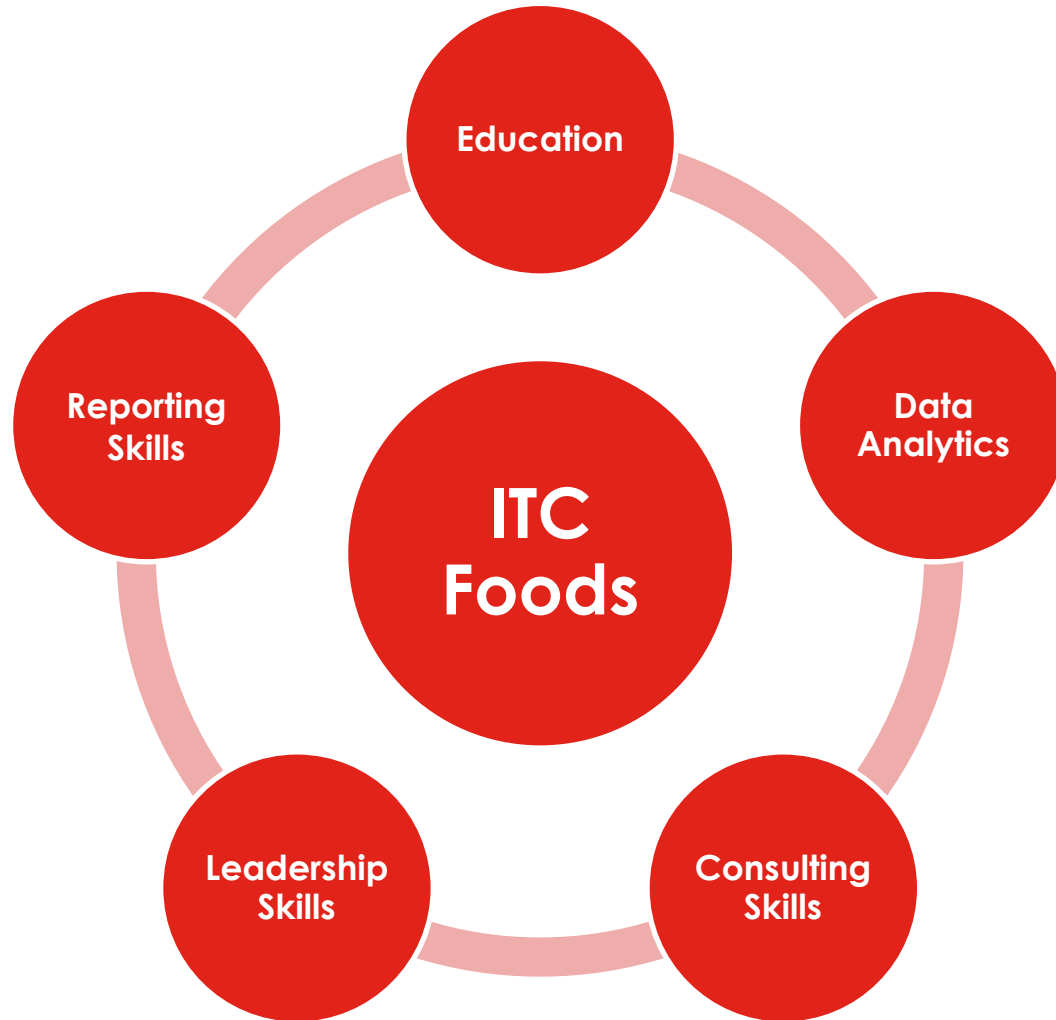 Education
Data
Analytics
Consulting
Skills
Leadership
Skills
Reporting
Skills
ITC
Foods